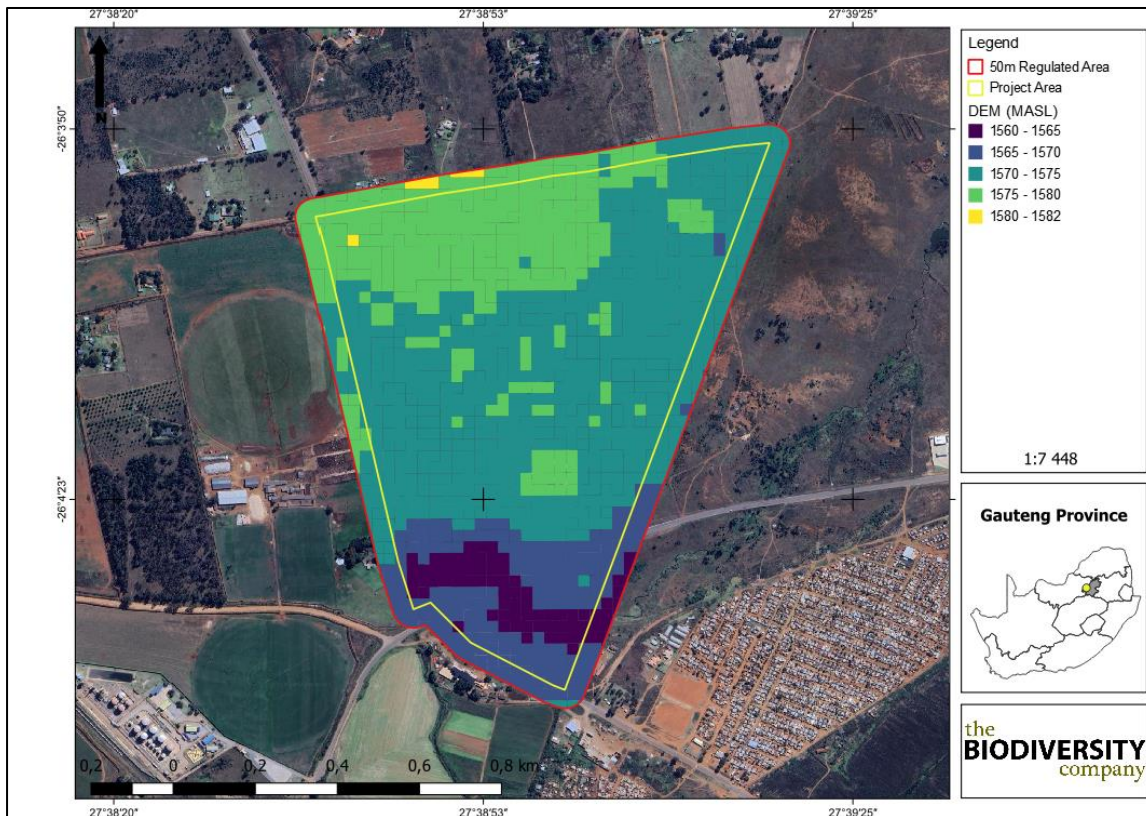 27°38'20"
27°38'53"
27°39'25"
-26°3'50"
-26°4'23"
N
0,2
0
0,2
0,4
0,6
0,8 km
27°38'20"
27°38'53"
27°39'25"
Legend
50m Regulated Area
Project Area
DEM (MASL)
1560 - 1565
1565 - 1570
1570 - 1575
1575 - 1580
1580 - 1582
1:7 448
Gauteng Province
the
BIODIVERSITY
company